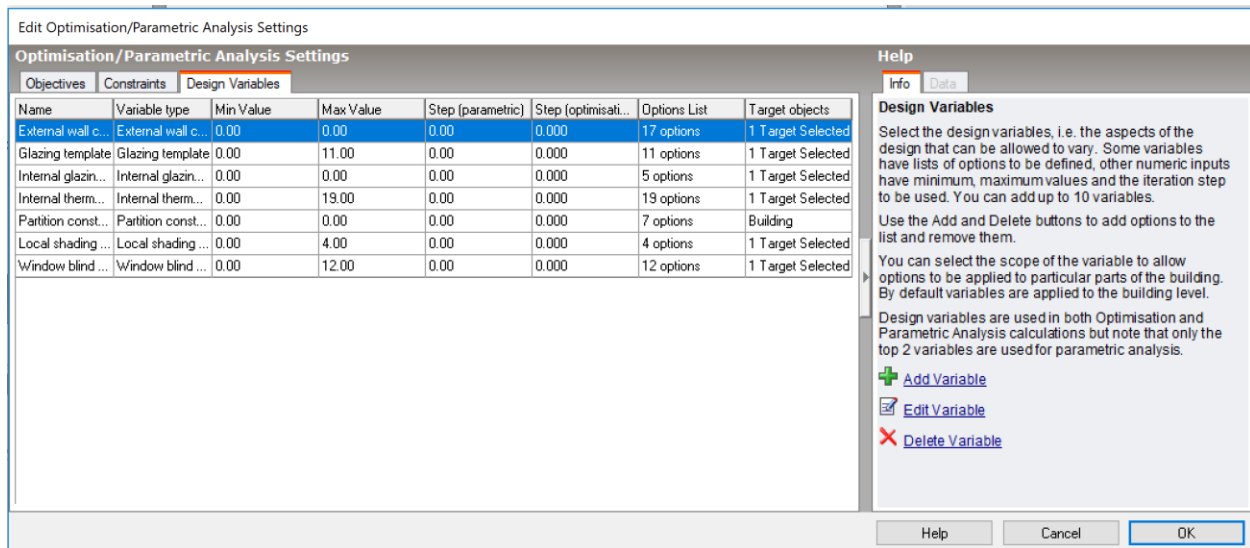 Edit Optimisation/Parametric Analysis Settings
Optimisation/Parametric Analysis Settings
Objectives Constraints Design Variables
Name Variable type Min Value Max Value Step (parametric) Step (optimisati... Options List Target objects
External wall c... External wall c... 0.00 0.00 0.00 0.000 17 options 1 Target Selected
Glazing template Glazing template 0.00 11.00 0.00 0.000 11 options 1 Target Selected
Internal glazin... Internal glazin... 0.00 0.00 0.00 0.000 5 options 1 Target Selected
Internal therm... Internal therm... 0.00 19.00 0.00 0.000 19 options 1 Target Selected
Partition const... Partition const... 0.00 0.00 0.00 0.000 7 options Building
Local shading ... Local shading ... 0.00 4.00 0.00 0.000 4 options 1 Target Selected
Window blind ... Window blind ... 0.00 12.00 0.00 0.000 12 options 1 Target Selected
Help
Info Data
Design Variables
Select the design variables, i.e. the aspects of the
design that can be allowed to vary. Some variables
have lists of options to be defined, other numeric inputs
have minimum, maximum values and the iteration step
to be used. You can add up to 10 variables.
Use the Add and Delete buttons to add options to the
list and remove them.
You can select the scope of the variable to allow
options to be applied to particular parts of the building.
By default variables are applied to the building level.
Design variables are used in both Optimisation and
Parametric Analysis calculations but note that only the
top 2 variables are used for parametric analysis.
Add Variable
Edit Variable
Delete Variable
Help Cancel OK